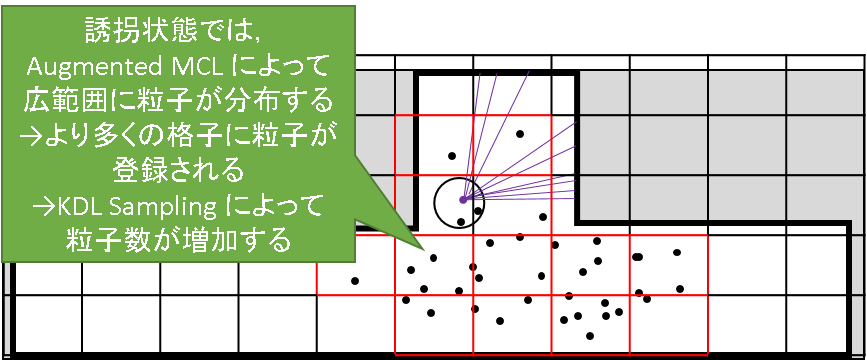 誘拐状態では,
Augmented MCL によって
広範囲に粒子が分布する
→より多くの格子に粒子が
登録される
→KDL Sampling によって
粒子数が増加する